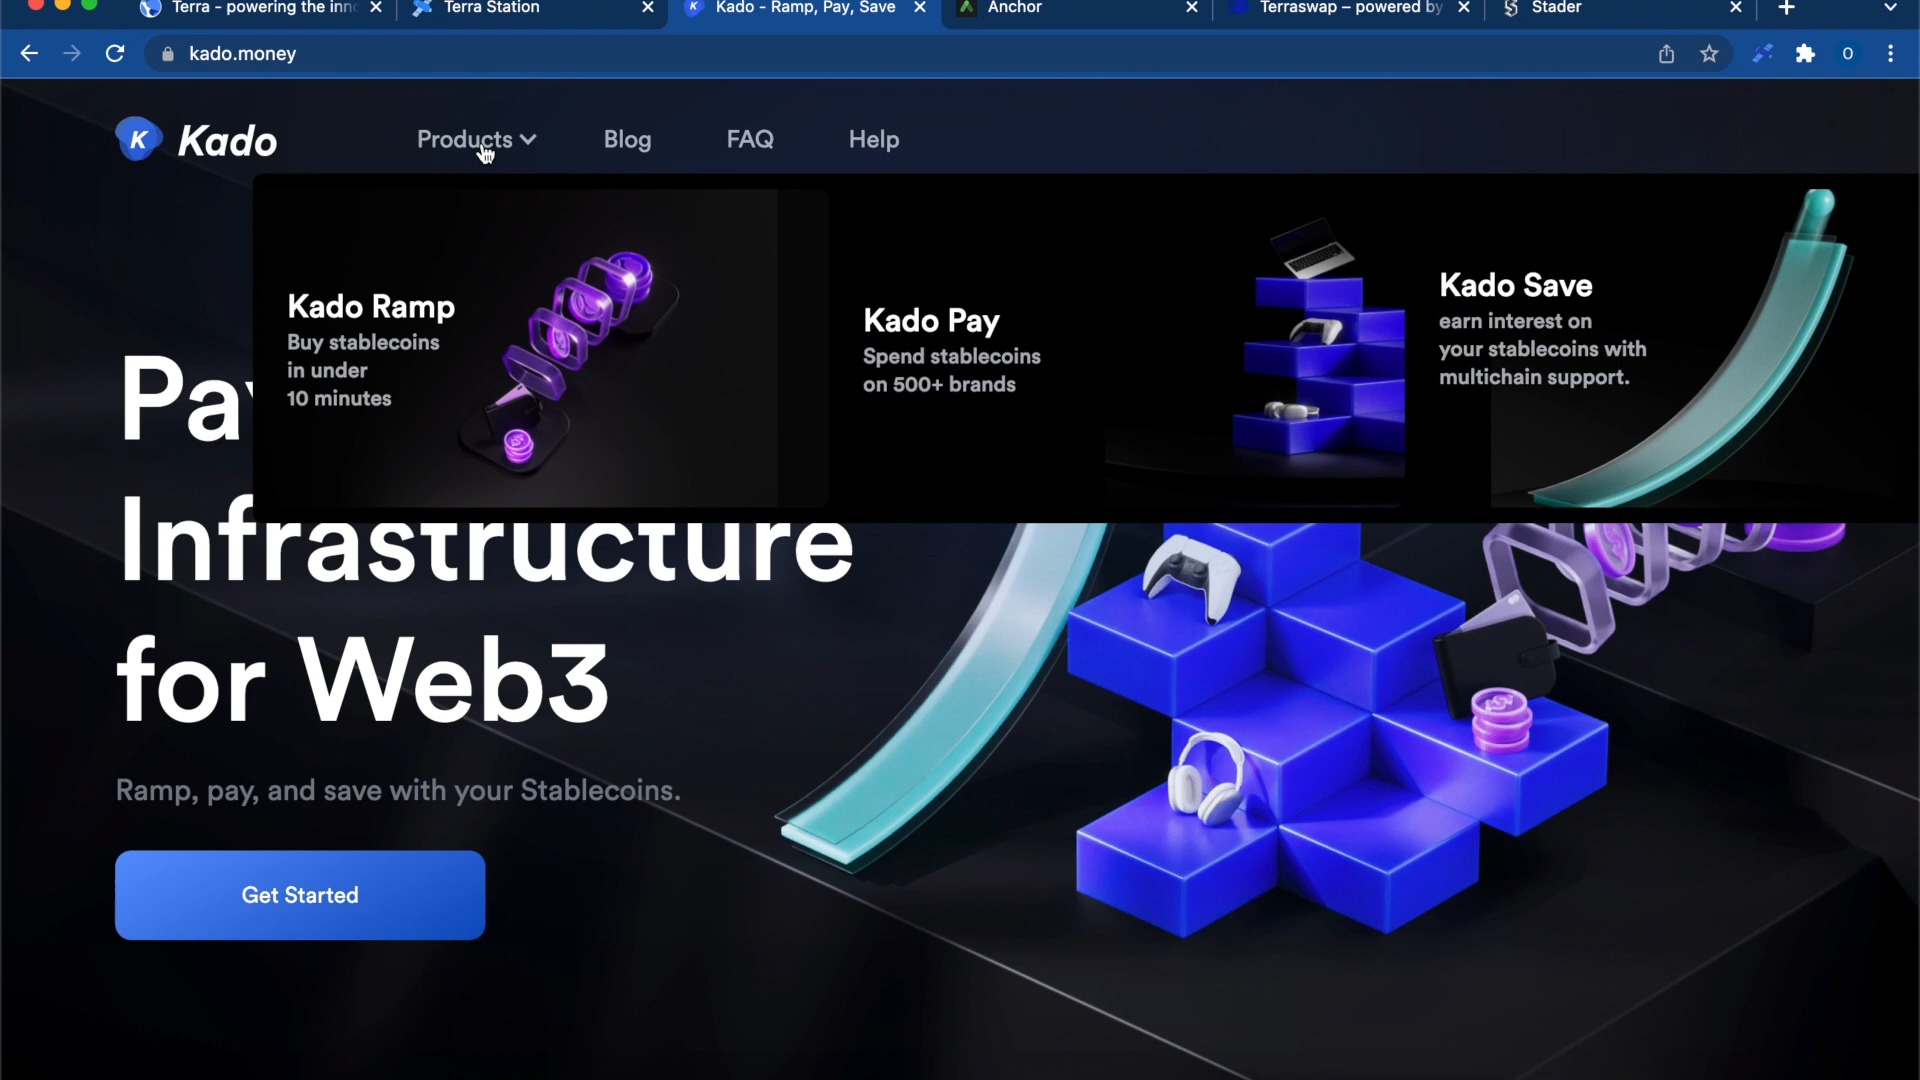 Terra - powering the inn
Terra Station
Kado - Ramp, Pay, Save
Anchor
Terraswap – powered by
Stader
kado.money
O
K Kado
Products
Blog
FAQ
Help
Kado Ramp
Buy stablecoins
in under
10 minutes
Kado Pay
Spend stablecoins
on 500+ brands
Kado Save
earn interest on
your stablecoins with
multichain support.
Pay
Infrastructure
for Web3
Ramp, pay, and save with your Stablecoins.
Get Started